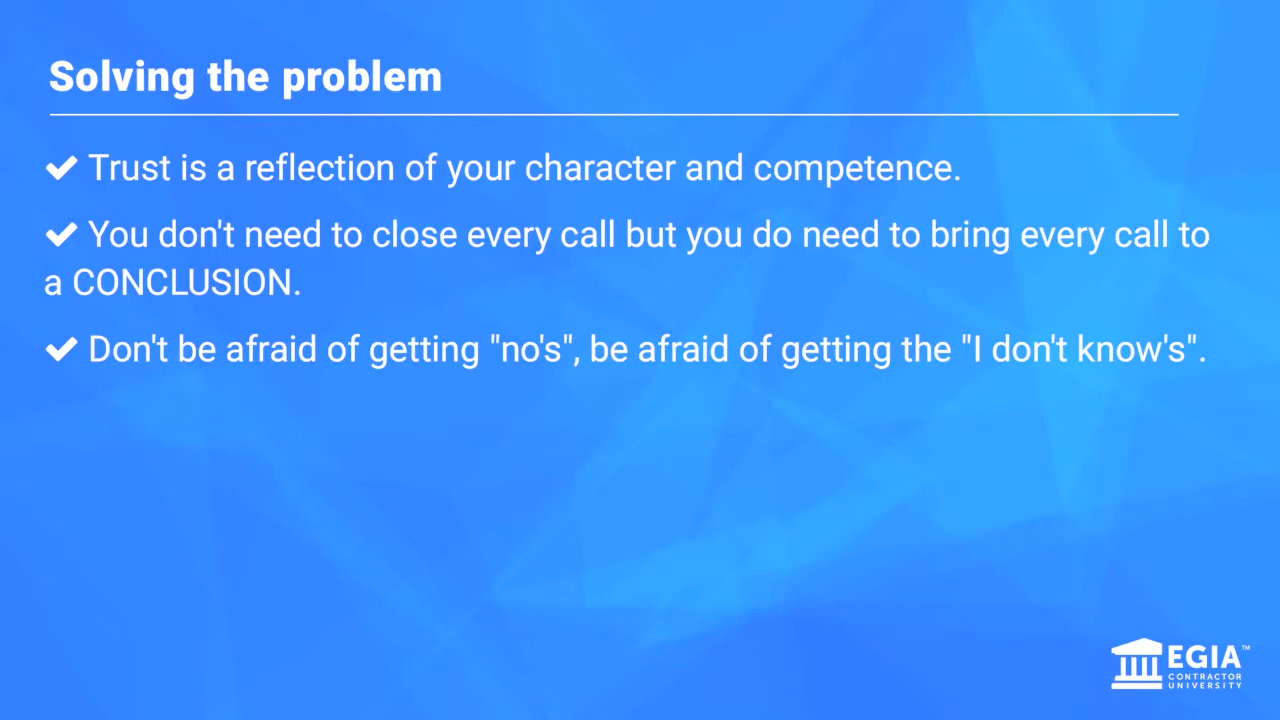 Solving the problem
✔ Trust is a reflection of your character and competence.
✔ You don't need to close every call but you do need to bring every call to
a CONCLUSION.
✔ Don't be afraid of getting "no's", be afraid of getting the "I don't know's".
EGIA™
CONTRACTOR
UNIVERSITY